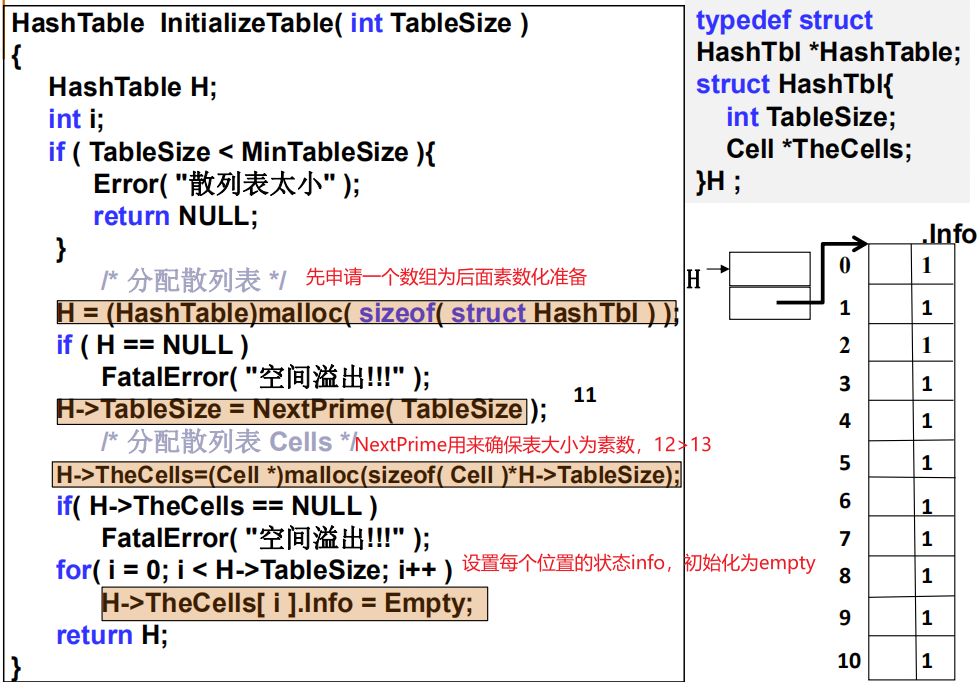 HashTable InitializeTable( int TableSize )
{
HashTable H;
int i;
if ( TableSize < MinTableSize ){
Error( "散列表太小" );
return NULL;
}
/* 分配散列表 */ 先申请一个数组为后面素数化准备
H = (HashTable)malloc( sizeof( struct HashTbl ) );
if ( H == NULL )
FatalError( "空间溢出!!!" );
H->TableSize = NextPrime( TableSize ); 11
/* 分配散列表 Cells */NextPrime用来确保表大小为素数，12>13
H->TheCells=(Cell *)malloc(sizeof( Cell )*H->TableSize);
if( H->TheCells == NULL )
FatalError( "空间溢出!!!" );
for( i = 0; i < H->TableSize; i++ ) 设置每个位置的状态info，初始化为empty
H->TheCells[ i ].Info = Empty;
return H;
}
typedef struct
HashTbl *HashTable;
struct HashTbl{
int TableSize;
Cell *TheCells;
}H ;
.Info
H
0 1
1 1
2 1
3 1
4 1
5 1
6 1
7 1
8 1
9 1
10 1